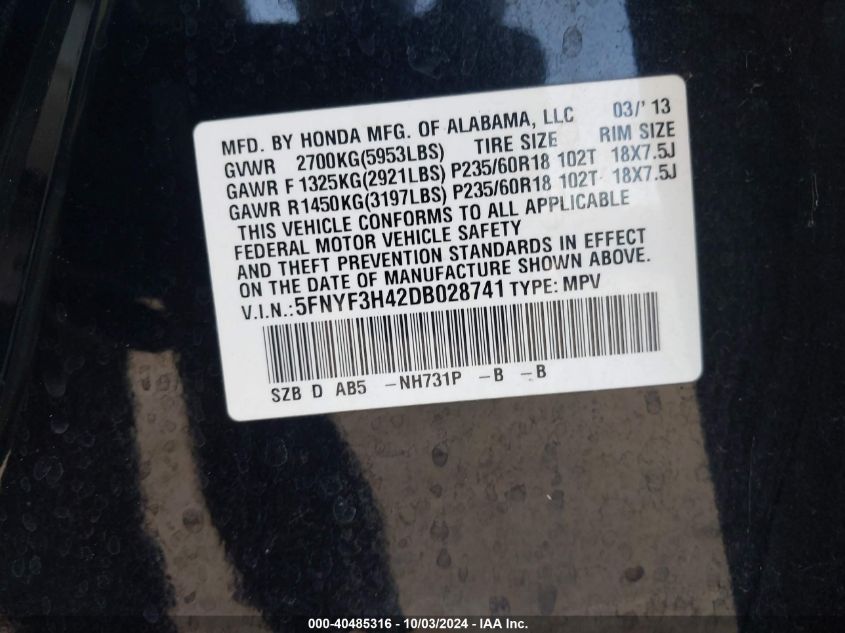 MFD. BY HONDA MFG. OF ALABAMA, LLC 03/' 13
GVWR 2700KG(5953LBS) TIRE SIZE RIM SIZE
GAWR F 1325KG(2921LBS) P235/60R18 102T 18X7.5J
GAWR R1450KG(3197LBS) P235/60R18 102T 18X7.5J
THIS VEHICLE CONFORMS TO ALL APPLICABLE
FEDERAL MOTOR VEHICLE SAFETY
AND THEFT PREVENTION STANDARDS IN EFFECT
ON THE DATE OF MANUFACTURE SHOWN ABOVE.
V.I.N.:5FNYF3H42DB028741 TYPE: MPV
SZB D AB5 -NH731P -B -B
000-40485316 - 10/03/2024 - IAA Inc.